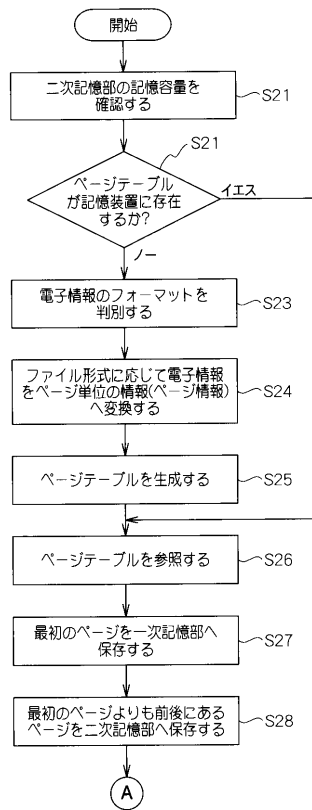 開始
二次記憶部の記憶容量を
確認する
S21
S21
ページテーブル
が記憶装置に存在
するか?
イエス
ノー
電子情報のフォーマットを
判別する
S23
ファイル形式に応じて電子情報
をページ単位の情報(ページ情報)
へ変換する
S24
ページテーブルを生成する
S25
ページテーブルを参照する
S26
最初のページを一次記憶部へ
保存する
S27
最初のページよりも前後にある
ページを二次記憶部へ保存する
S28
A